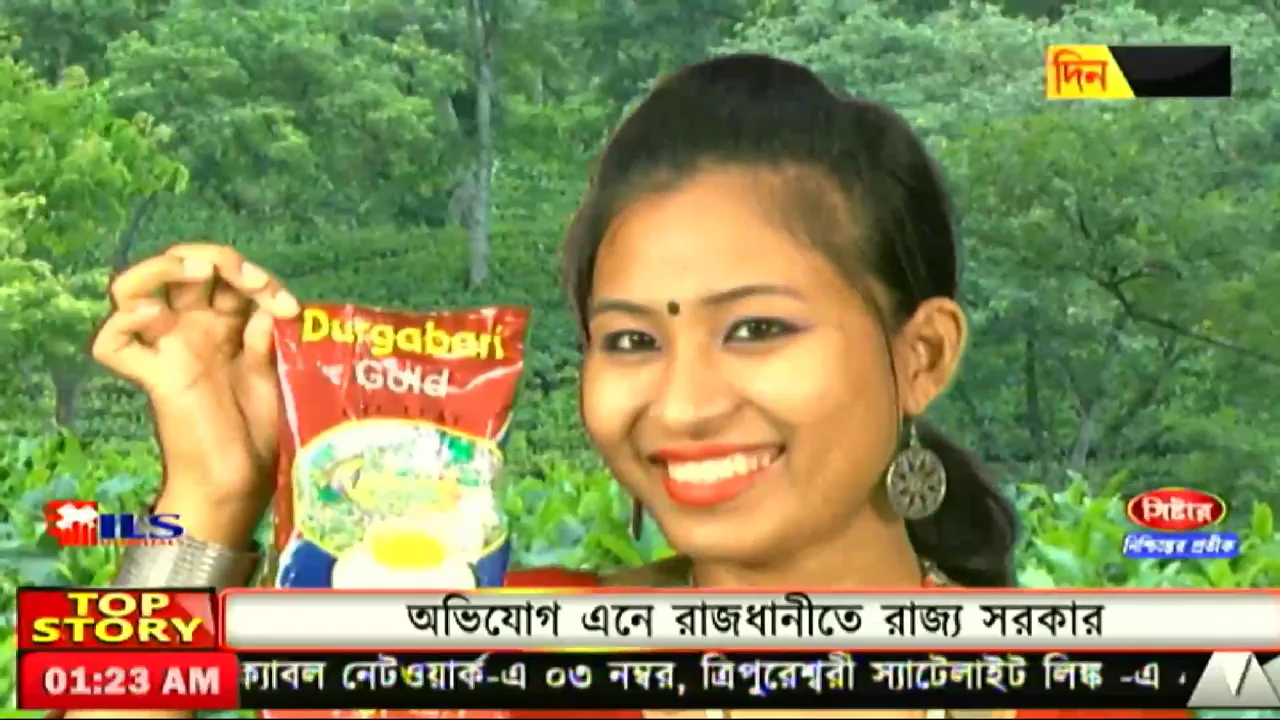 দিন
Durgabari
Gold
ILS
সিষ্টার
নিশ্চিন্তের প্রতীক
TOP
STORY
অভিযোগ এনে রাজধানীতে রাজ্য সরকার
01:23 AM
ক্যাবল নেটওয়ার্ক-এ ০৩ নম্বর, ত্রিপুরেশ্বরী স্যাটেলাইট লিঙ্ক -এ